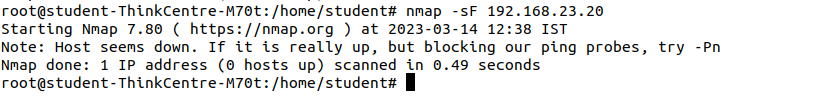 root@student-ThinkCentre-M70t:/home/student# nmap -sF 192.168.23.20
Starting Nmap 7.80 ( https://nmap.org ) at 2023-03-14 12:38 IST
Note: Host seems down. If it is really up, but blocking our ping probes, try -Pn
Nmap done: 1 IP address (0 hosts up) scanned in 0.49 seconds
root@student-ThinkCentre-M70t:/home/student#